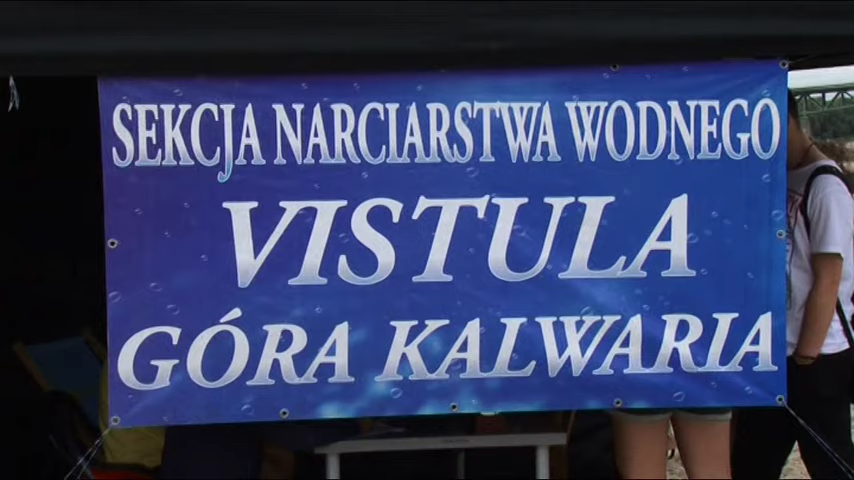 SEKCJA NARCIARSTWA WODNEGO
VISTULA
GÓRA KALWARIA